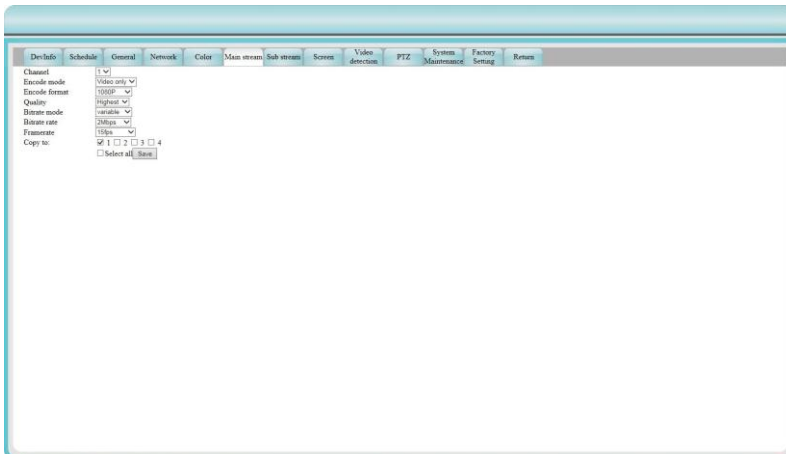 DevInfo Schedule General Network Color Main stream Sub stream Screen Video detection PTZ System Maintenance Factory Setting Return
Channel 1
Encode mode Video only
Encode format 1080P
Quality Highest
Bitrate mode variable
Bitrate rate 2Mbps
Framerate 15fps
Copy to: 1 2 3 4
Select all Save